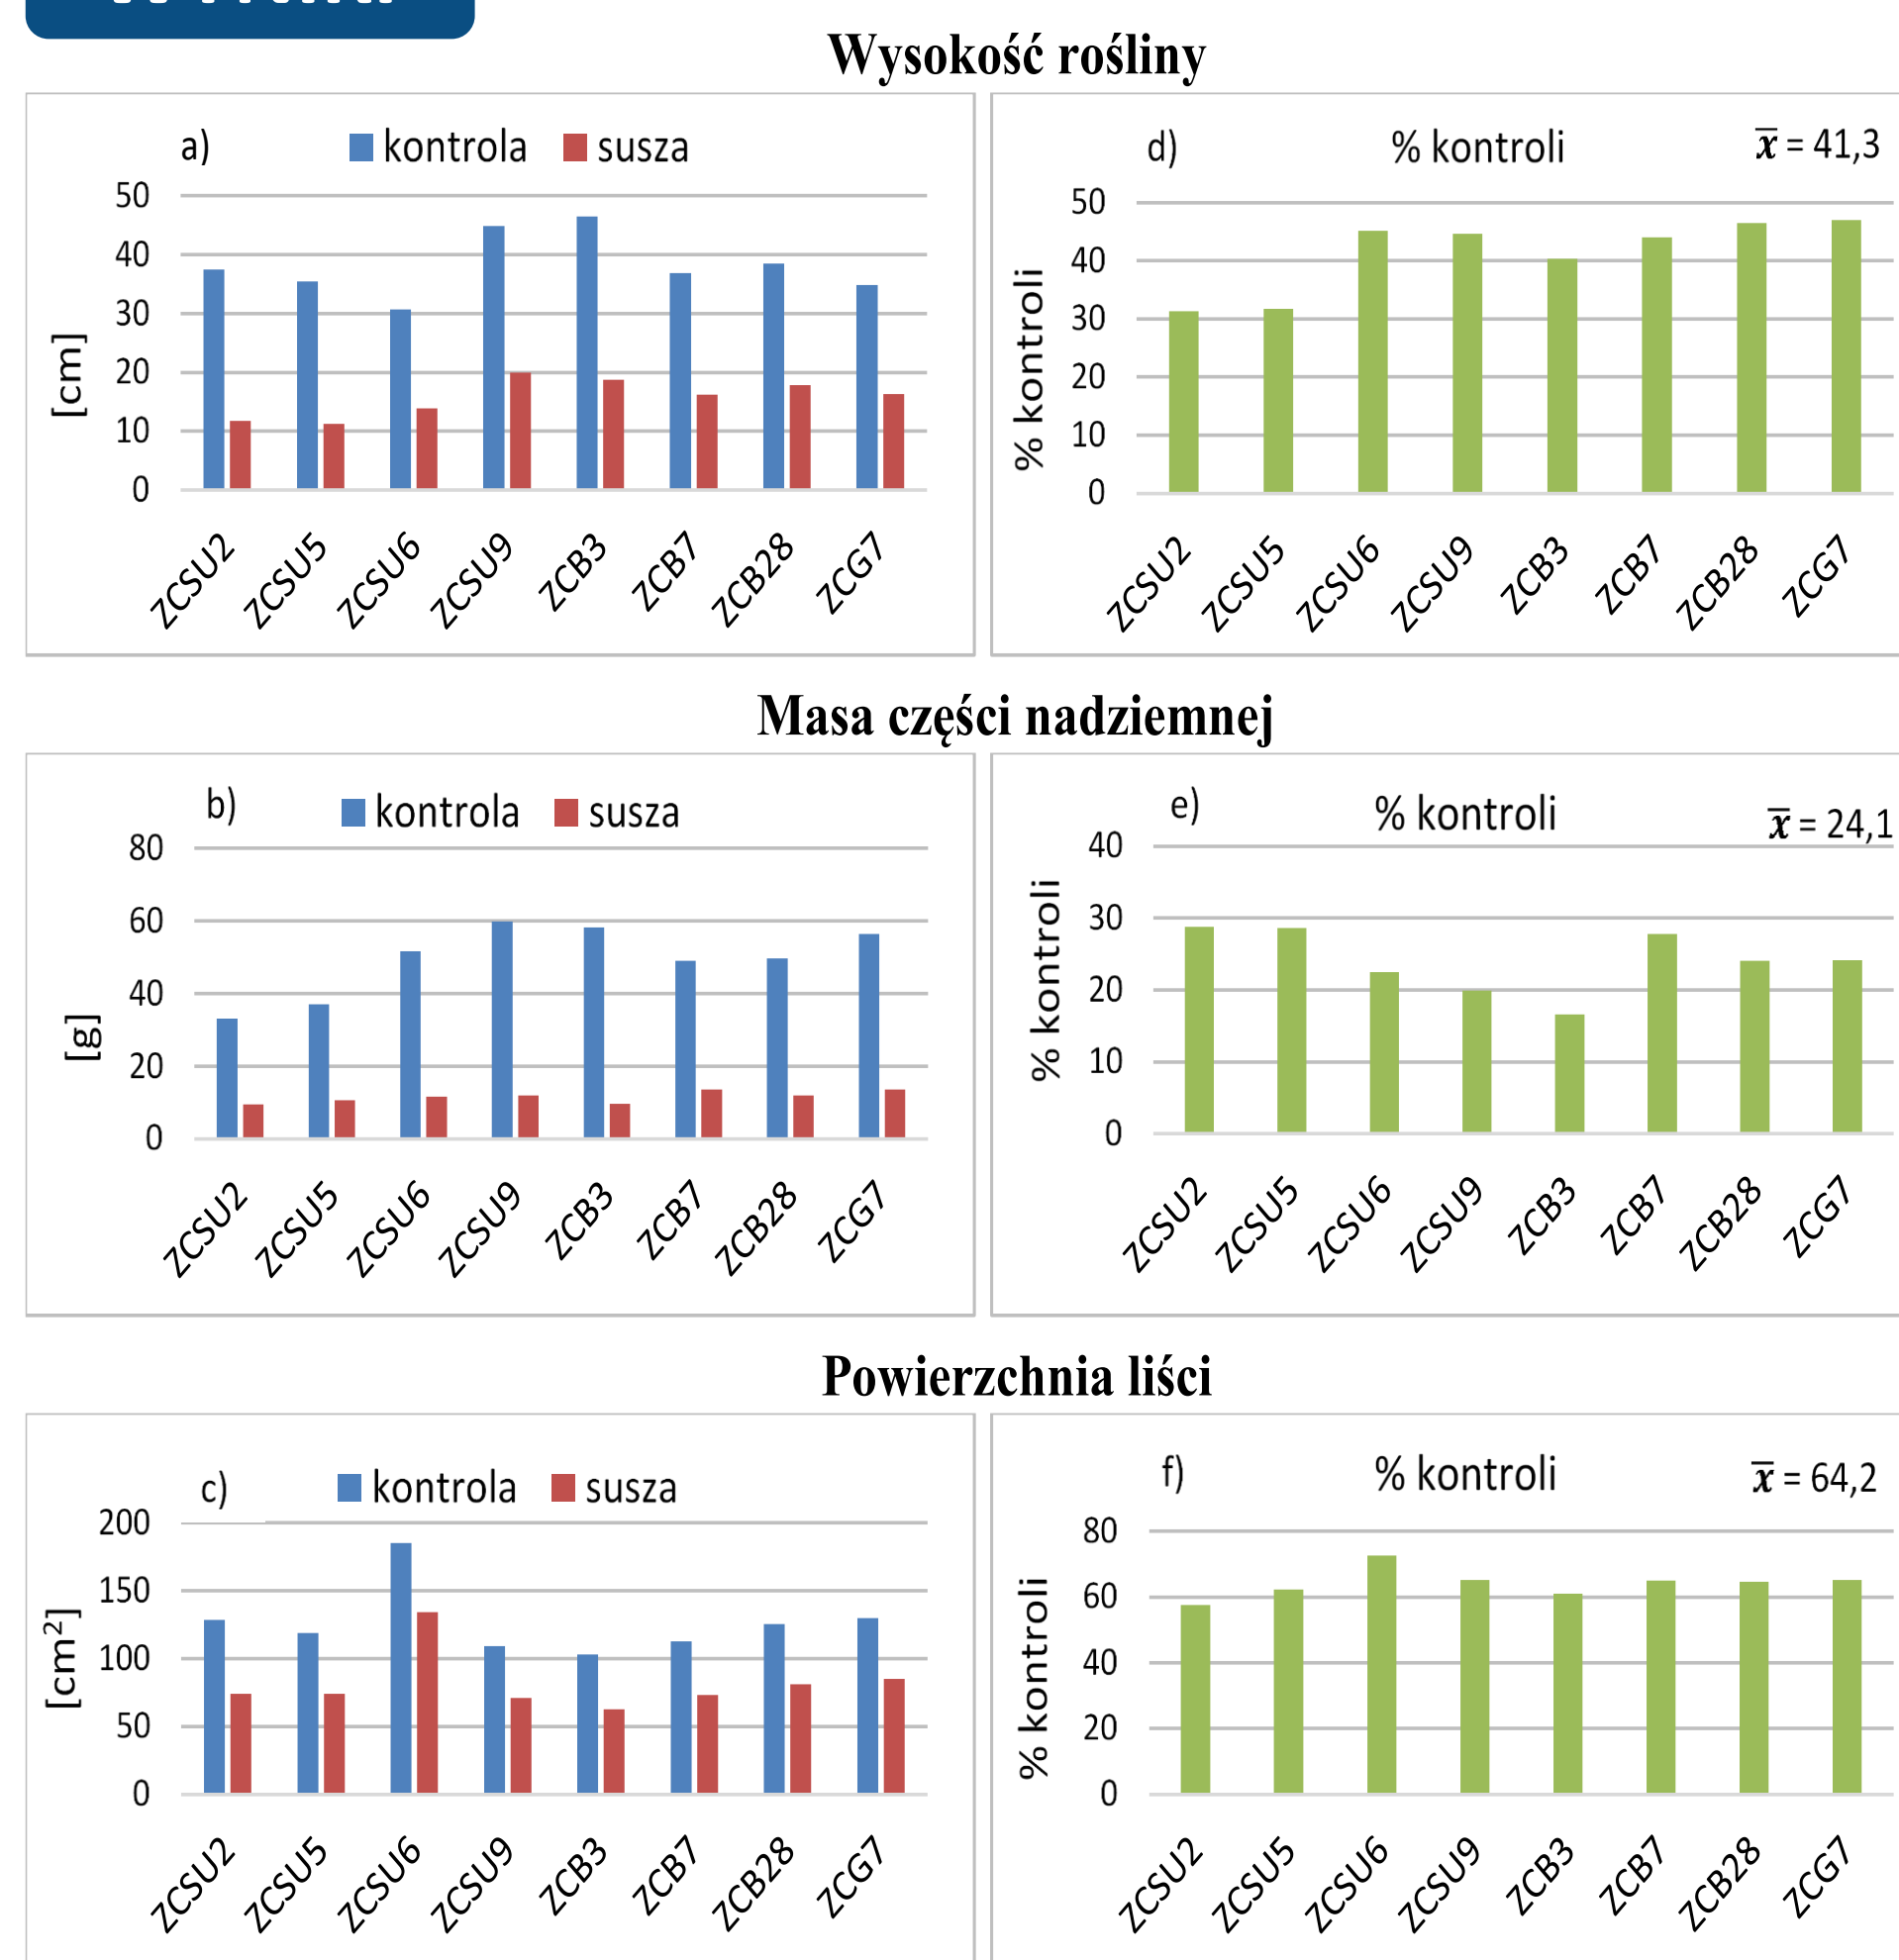 Wysokość rośliny
a) kontrola susza
50
40
30
20
10
0
[cm]
ZCSU2 ZCSU5 ZCSU6 ZCSU9 ZCB3 ZCB7 ZCB28 ZCG7
d) % kontroli x̄ = 41,3
50
40
30
20
10
0
% kontroli
ZCSU2 ZCSU5 ZCSU6 ZCSU9 ZCB3 ZCB7 ZCB28 ZCG7
Masa części nadziemnej
b) kontrola susza
80
60
40
20
0
[g]
ZCSU2 ZCSU5 ZCSU6 ZCSU9 ZCB3 ZCB7 ZCB28 ZCG7
e) % kontroli x̄ = 24,1
40
30
20
10
0
% kontroli
ZCSU2 ZCSU5 ZCSU6 ZCSU9 ZCB3 ZCB7 ZCB28 ZCG7
Powierzchnia liści
c) kontrola susza
200
150
100
50
0
[cm²]
ZCSU2 ZCSU5 ZCSU6 ZCSU9 ZCB3 ZCB7 ZCB28 ZCG7
f) % kontroli x̄ = 64,2
80
60
40
20
0
% kontroli
ZCSU2 ZCSU5 ZCSU6 ZCSU9 ZCB3 ZCB7 ZCB28 ZCG7